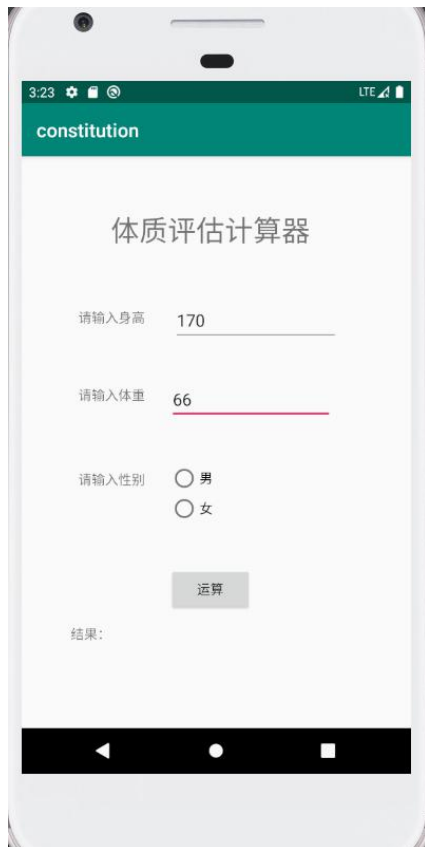 3:23 LTE
constitution
体质评估计算器
请输入身高 170
请输入体重 66
请输入性别 男
女
运算
结果：